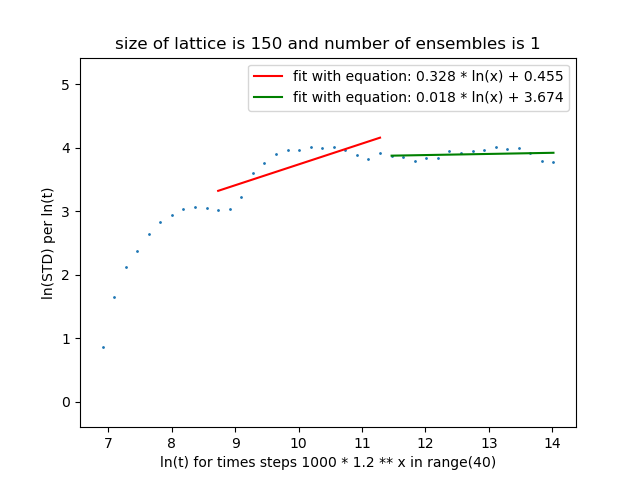 size of lattice is 150 and number of ensembles is 1
fit with equation: 0.328 * ln(x) + 0.455
fit with equation: 0.018 * ln(x) + 3.674
5
4
3
2
1
0
ln(STD) per ln(t)
7 8 9 10 11 12 13 14
ln(t) for times steps 1000 * 1.2 ** x in range(40)